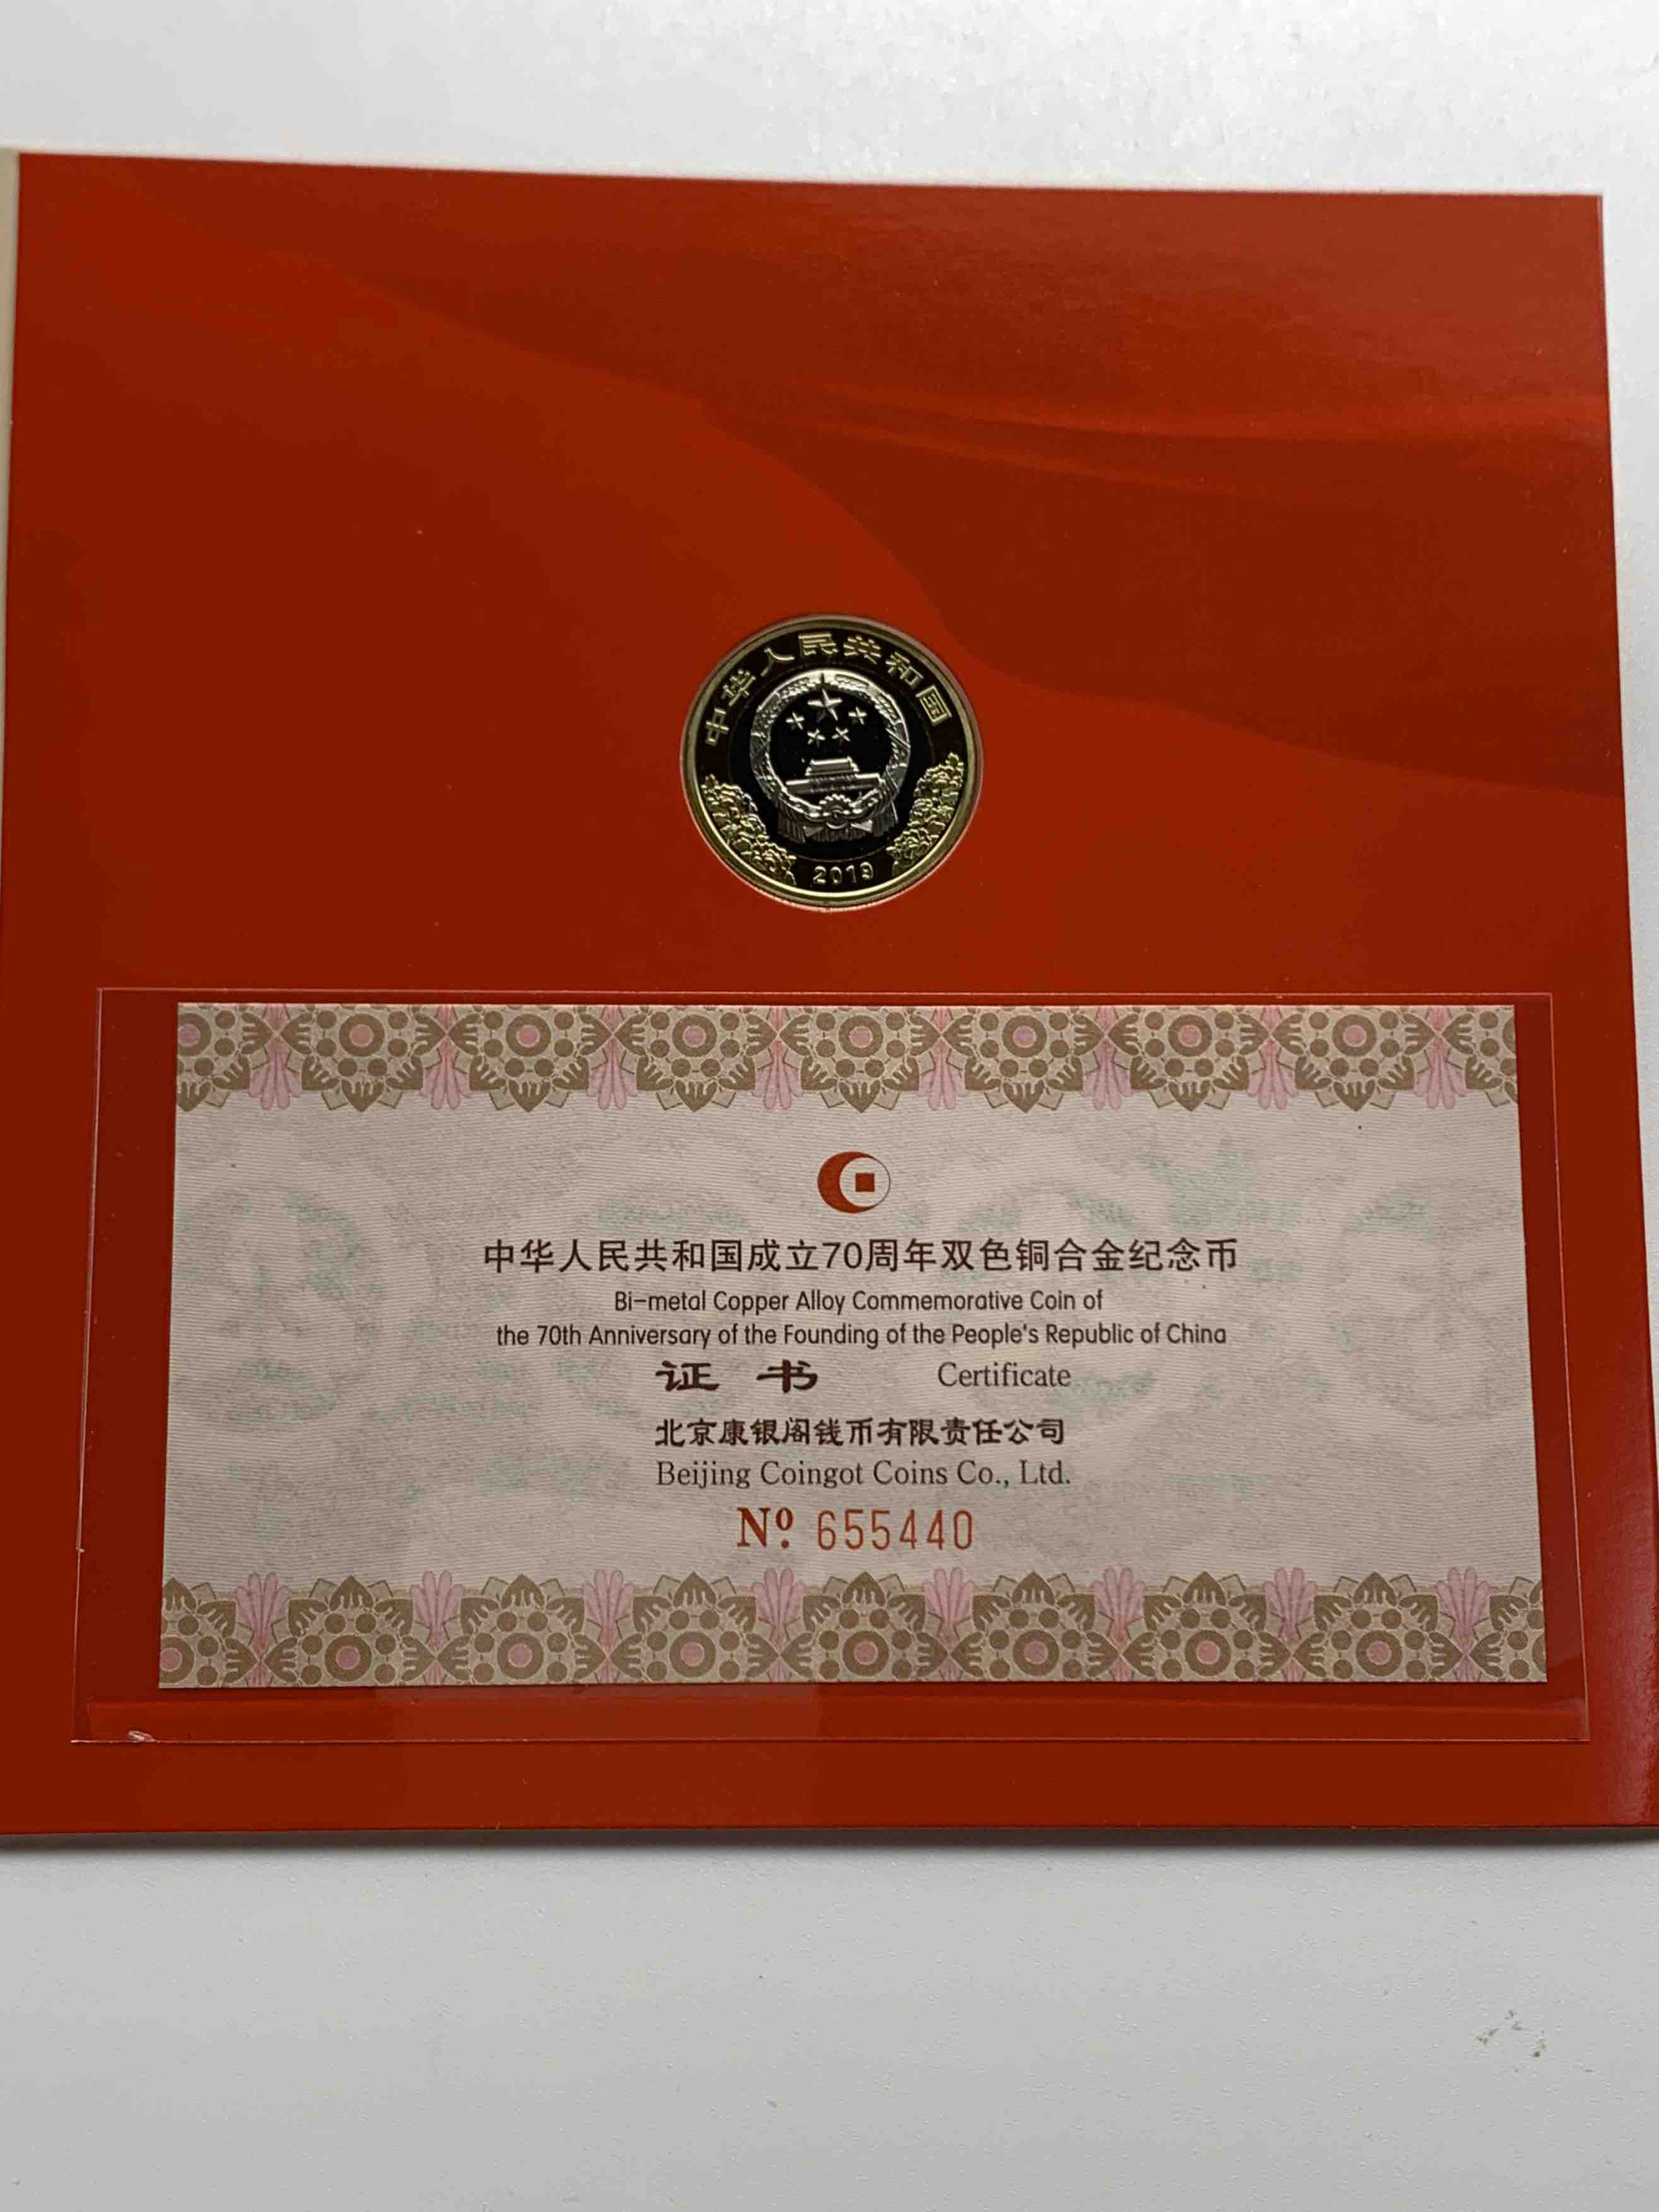 中华人民共和国
2019
中华人民共和国成立70周年双色铜合金纪念币
Bi-metal Copper Alloy Commemorative Coin of
the 70th Anniversary of the Founding of the People's Republic of China
证 书 Certificate
北京康银阁钱币有限责任公司
Beijing Coingot Coins Co., Ltd.
Nº 655440